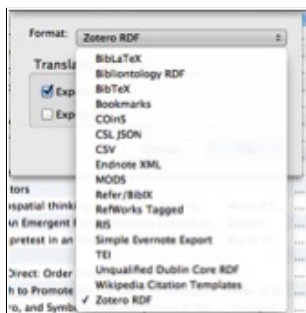 Format: Zotero RDF
BibLaTeX
Bibliontology RDF
BibTeX
Bookmarks
COinS
CSL JSON
CSV
Endnote XML
MODS
Refer/BibIX
RefWorks Tagged
RIS
Simple Evernote Export
TEI
Unqualified Dublin Core RDF
Wikipedia Citation Templates
✓ Zotero RDF
Transla
Exp
Exp
tors
spatial thinki
An Emergent
pretest in an
Direct: Order
h to Promote
ro, and Symb